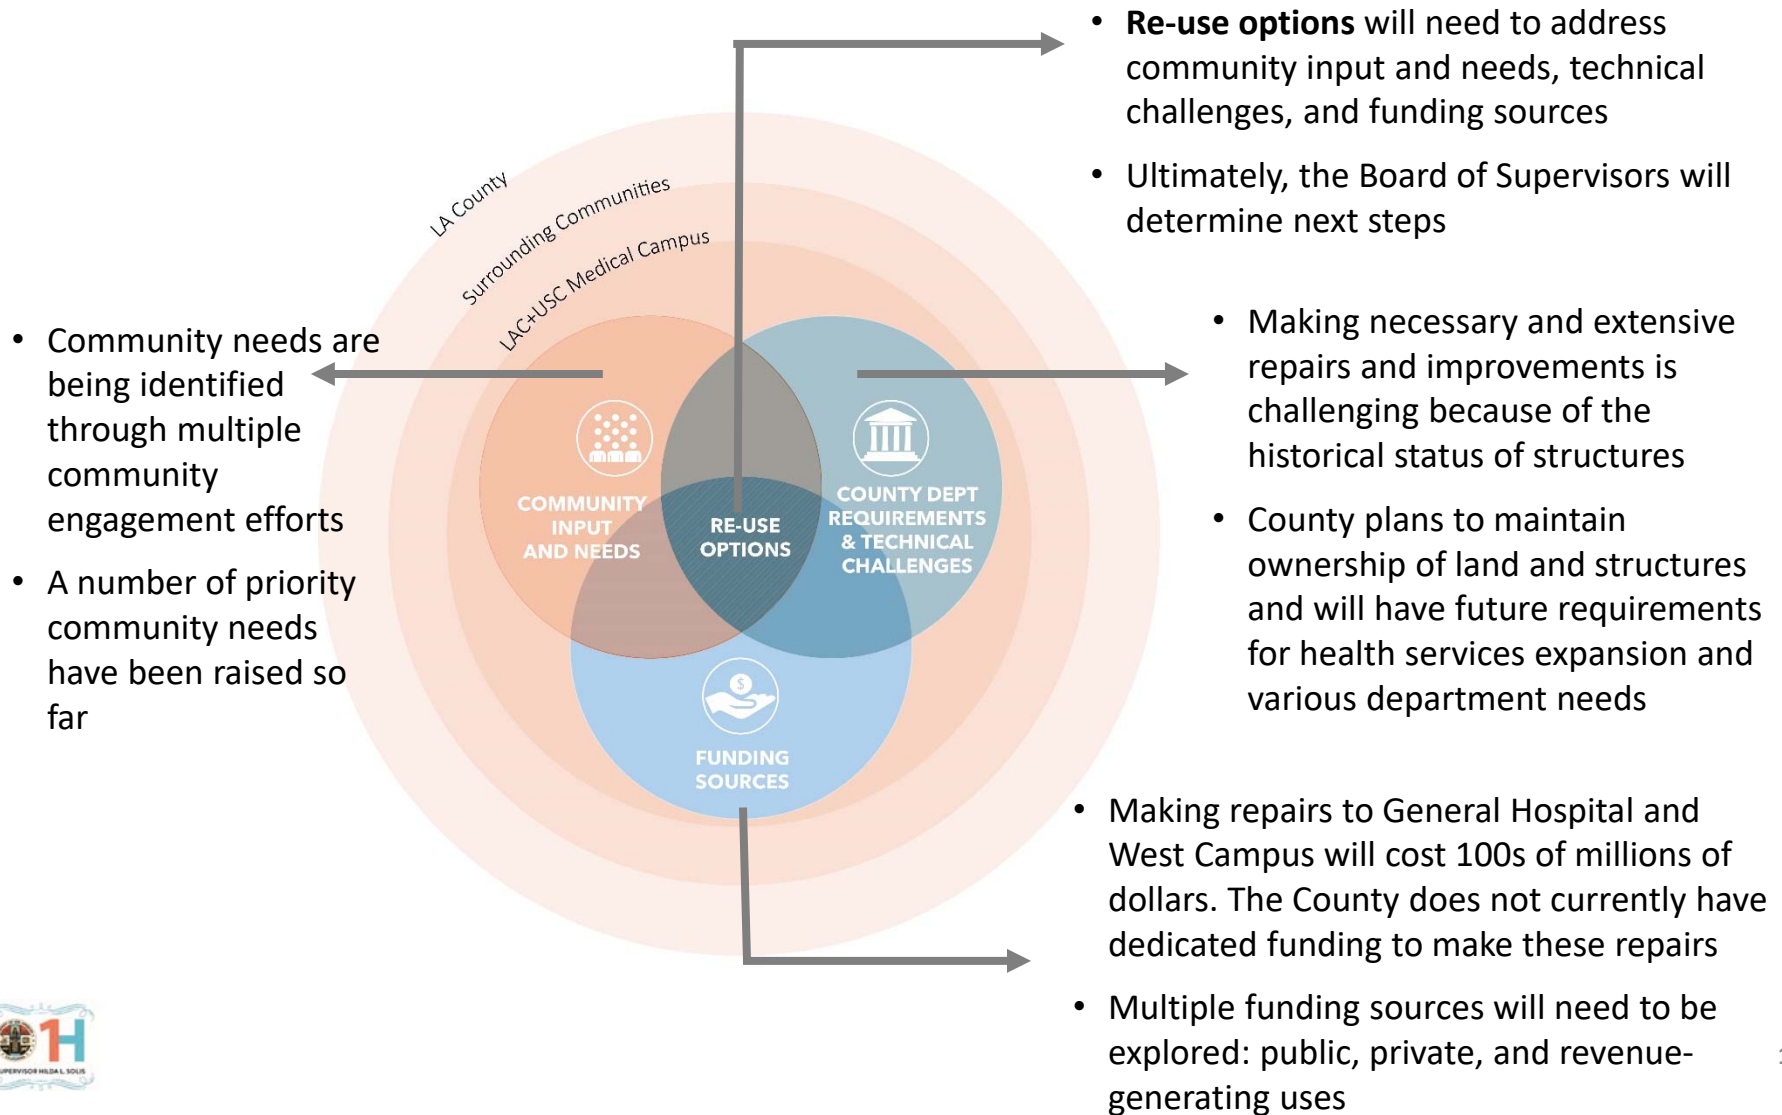 • Re-use options will need to address
community input and needs, technical
challenges, and funding sources
• Ultimately, the Board of Supervisors will
determine next steps
LA County
Surrounding Communities
LAC+USC Medical Campus
• Community needs are
being identified
through multiple
community
engagement efforts
• A number of priority
community needs
have been raised so
far
COMMUNITY
INPUT
AND NEEDS
RE-USE
OPTIONS
COUNTY DEPT
REQUIREMENTS
& TECHNICAL
CHALLENGES
$
FUNDING
SOURCES
• Making necessary and extensive
repairs and improvements is
challenging because of the
historical status of structures
• County plans to maintain
ownership of land and structures
and will have future requirements
for health services expansion and
various department needs
• Making repairs to General Hospital and
West Campus will cost 100s of millions of
dollars. The County does not currently have
dedicated funding to make these repairs
• Multiple funding sources will need to be
explored: public, private, and revenue-
generating uses
1H
SUPERVISOR HILDA L. SOLIS